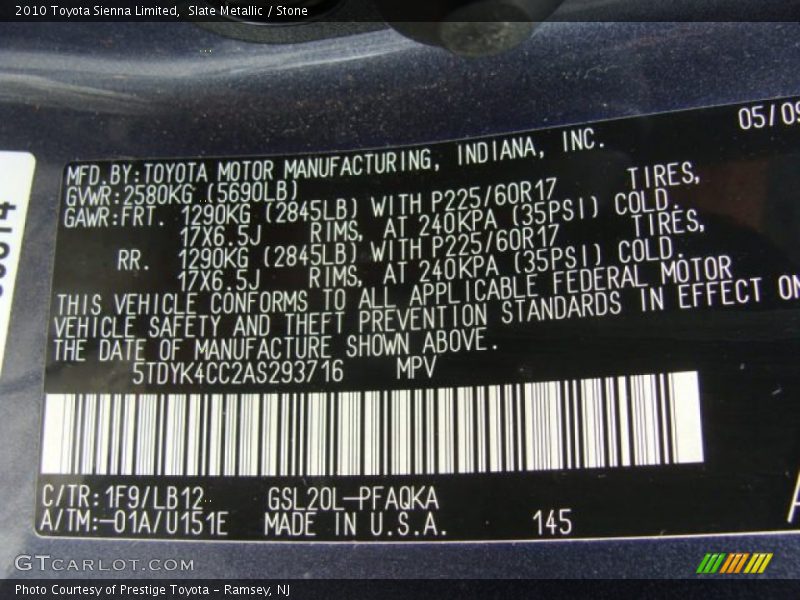 2010 Toyota Sienna Limited, Slate Metallic / Stone
05/09
MFD.BY:TOYOTA MOTOR MANUFACTURING, INDIANA, INC.
GVWR:2580KG (5690LB)
GAWR:FRT. 1290KG (2845LB) WITH P225/60R17 TIRES,
17X6.5J RIMS, AT 240KPA (35PSI) COLD.
RR. 1290KG (2845LB) WITH P225/60R17 TIRES,
17X6.5J RIMS, AT 240KPA (35PSI) COLD.
THIS VEHICLE CONFORMS TO ALL APPLICABLE FEDERAL MOTOR
VEHICLE SAFETY AND THEFT PREVENTION STANDARDS IN EFFECT ON
THE DATE OF MANUFACTURE SHOWN ABOVE.
5TDYK4CC2AS293716 MPV
C/TR:1F9/LB12 GSL20L-PFAQKA
A/TM:-01A/U151E MADE IN U.S.A. 145
GTCARLOT.COM
Photo Courtesy of Prestige Toyota - Ramsey, NJ